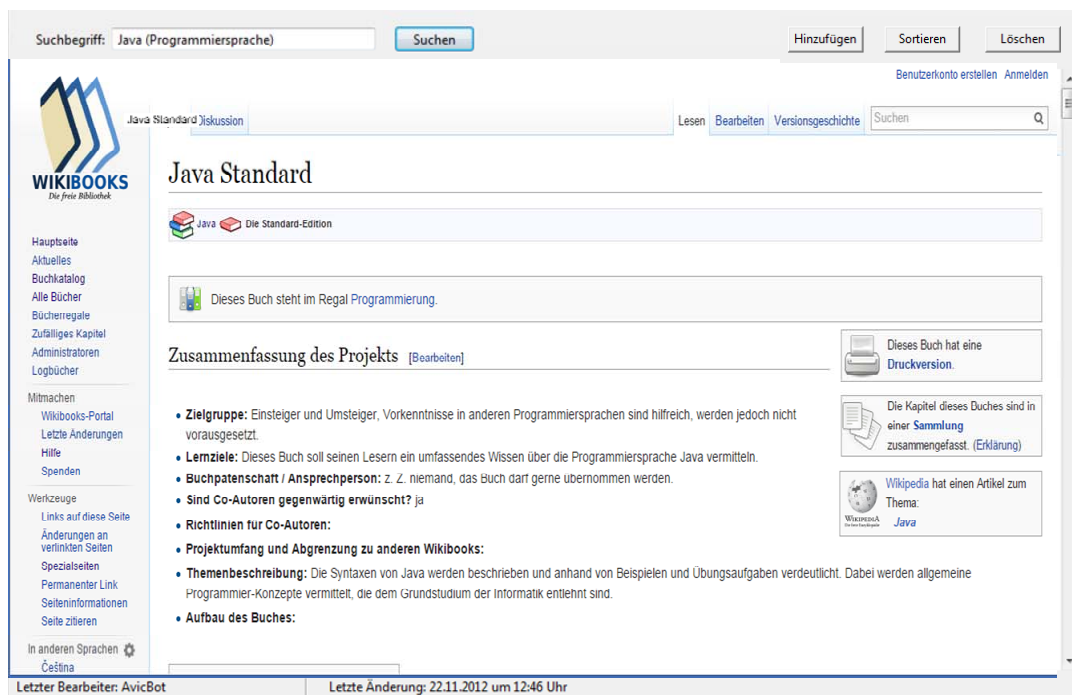 Suchbegriff: Java (Programmiersprache) Suchen Hinzufügen Sortieren Löschen
Benutzerkonto erstellen Anmelden
Java Standard Diskussion Lesen Bearbeiten Versionsgeschichte Suchen
WIKIBOOKS
Die freie Bibliothek
Java Standard
Java Die Standard-Edition
Hauptseite
Aktuelles
Buchkatalog
Alle Bücher
Bücherregale
Zufälliges Kapitel
Administratoren
Logbücher
Mitmachen
Wikibooks-Portal
Letzte Änderungen
Hilfe
Spenden
Werkzeuge
Links auf diese Seite
Änderungen an
verlinkten Seiten
Spezialseiten
Permanenter Link
Seiteninformationen
Seite zitieren
In anderen Sprachen
Čeština
Dieses Buch steht im Regal Programmierung.
Zusammenfassung des Projekts [Bearbeiten]
Zielgruppe: Einsteiger und Umsteiger, Vorkenntnisse in anderen Programmiersprachen sind hilfreich, werden jedoch nicht
vorausgesetzt.
Lernziele: Dieses Buch soll seinen Lesern ein umfassendes Wissen über die Programmiersprache Java vermitteln.
Buchpatenschaft / Ansprechperson: z. Z. niemand, das Buch darf gerne übernommen werden.
Sind Co-Autoren gegenwärtig erwünscht? ja
Richtlinien für Co-Autoren:
Projektumfang und Abgrenzung zu anderen Wikibooks:
Themenbeschreibung: Die Syntaxen von Java werden beschrieben und anhand von Beispielen und Übungsaufgaben verdeutlicht. Dabei werden allgemeine
Programmier-Konzepte vermittelt, die dem Grundstudium der Informatik entlehnt sind.
Aufbau des Buches:
Dieses Buch hat eine
Druckversion.
Die Kapitel dieses Buches sind in
einer Sammlung
zusammengefasst. (Erklärung)
Wikipedia hat einen Artikel zum
Thema:
Java
WIKIPEDIA
Letzter Bearbeiter: AvicBot Letzte Änderung: 22.11.2012 um 12:46 Uhr